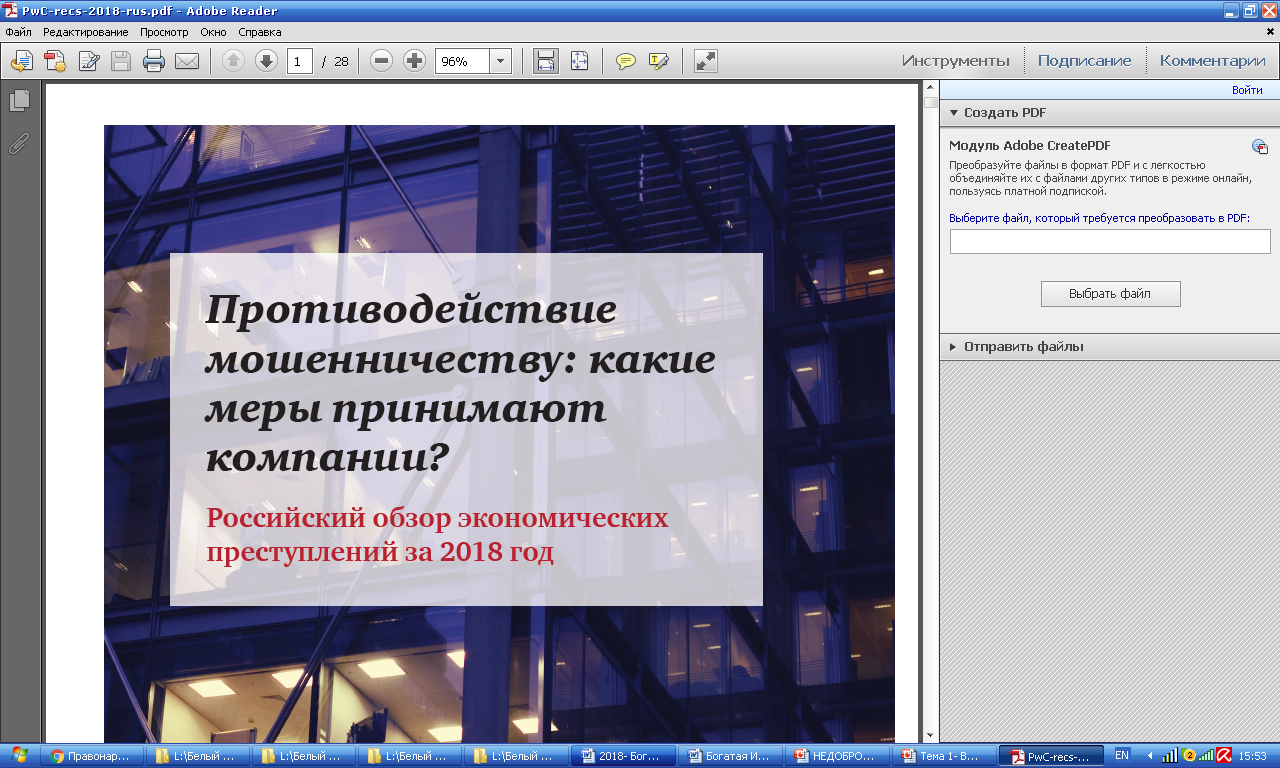 PwC-recs-2018-rus.pdf - Adobe Reader
Файл Редактирование Просмотр Окно Справка
1 / 28 96% Инструменты Подписание Комментарии
Войти
Создать PDF
Модуль Adobe CreatePDF
Преобразуйте файлы в формат PDF и с легкостью
объединяйте их с файлами других типов в режиме онлайн,
пользуясь платной подпиской.
Выберите файл, который требуется преобразовать в PDF:
Выбрать файл
Отправить файлы
Противодействие
мошенничеству: какие
меры принимают
компании?
Российский обзор экономических
преступлений за 2018 год
Правонар... L:\Белый ... L:\Белый ... L:\Белый ... L:\Белый ... 2018- Бог... Богатая И... НЕДОБРО... Тема 1- В... PwC-recs-... EN 2 15:53